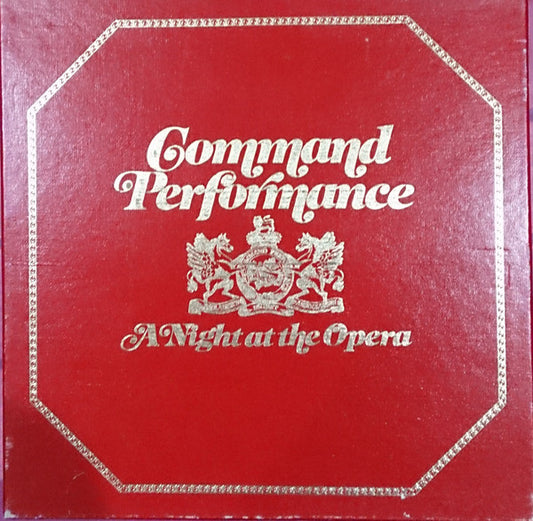 Command
Performance
A Night at the Opera